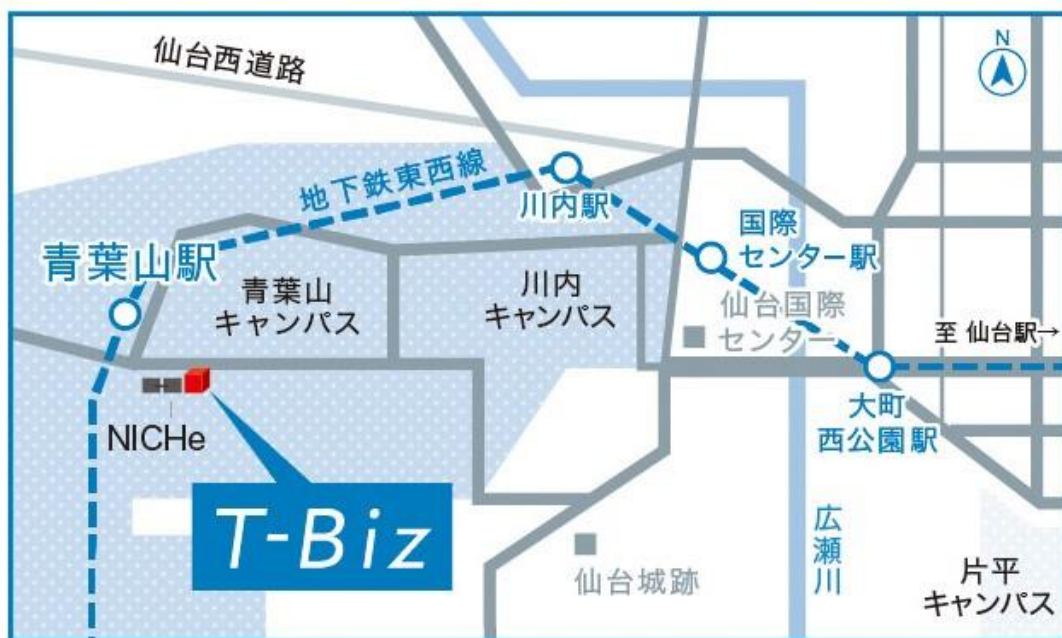 仙台西道路
N
地下鉄東西線
川内駅
国際
センター駅
青葉山駅
青葉山
キャンパス
川内
キャンパス
仙台国際
センター
至 仙台駅→
大町
西公園駅
NICHe
T-Biz
広瀬川
仙台城跡
片平
キャンパス